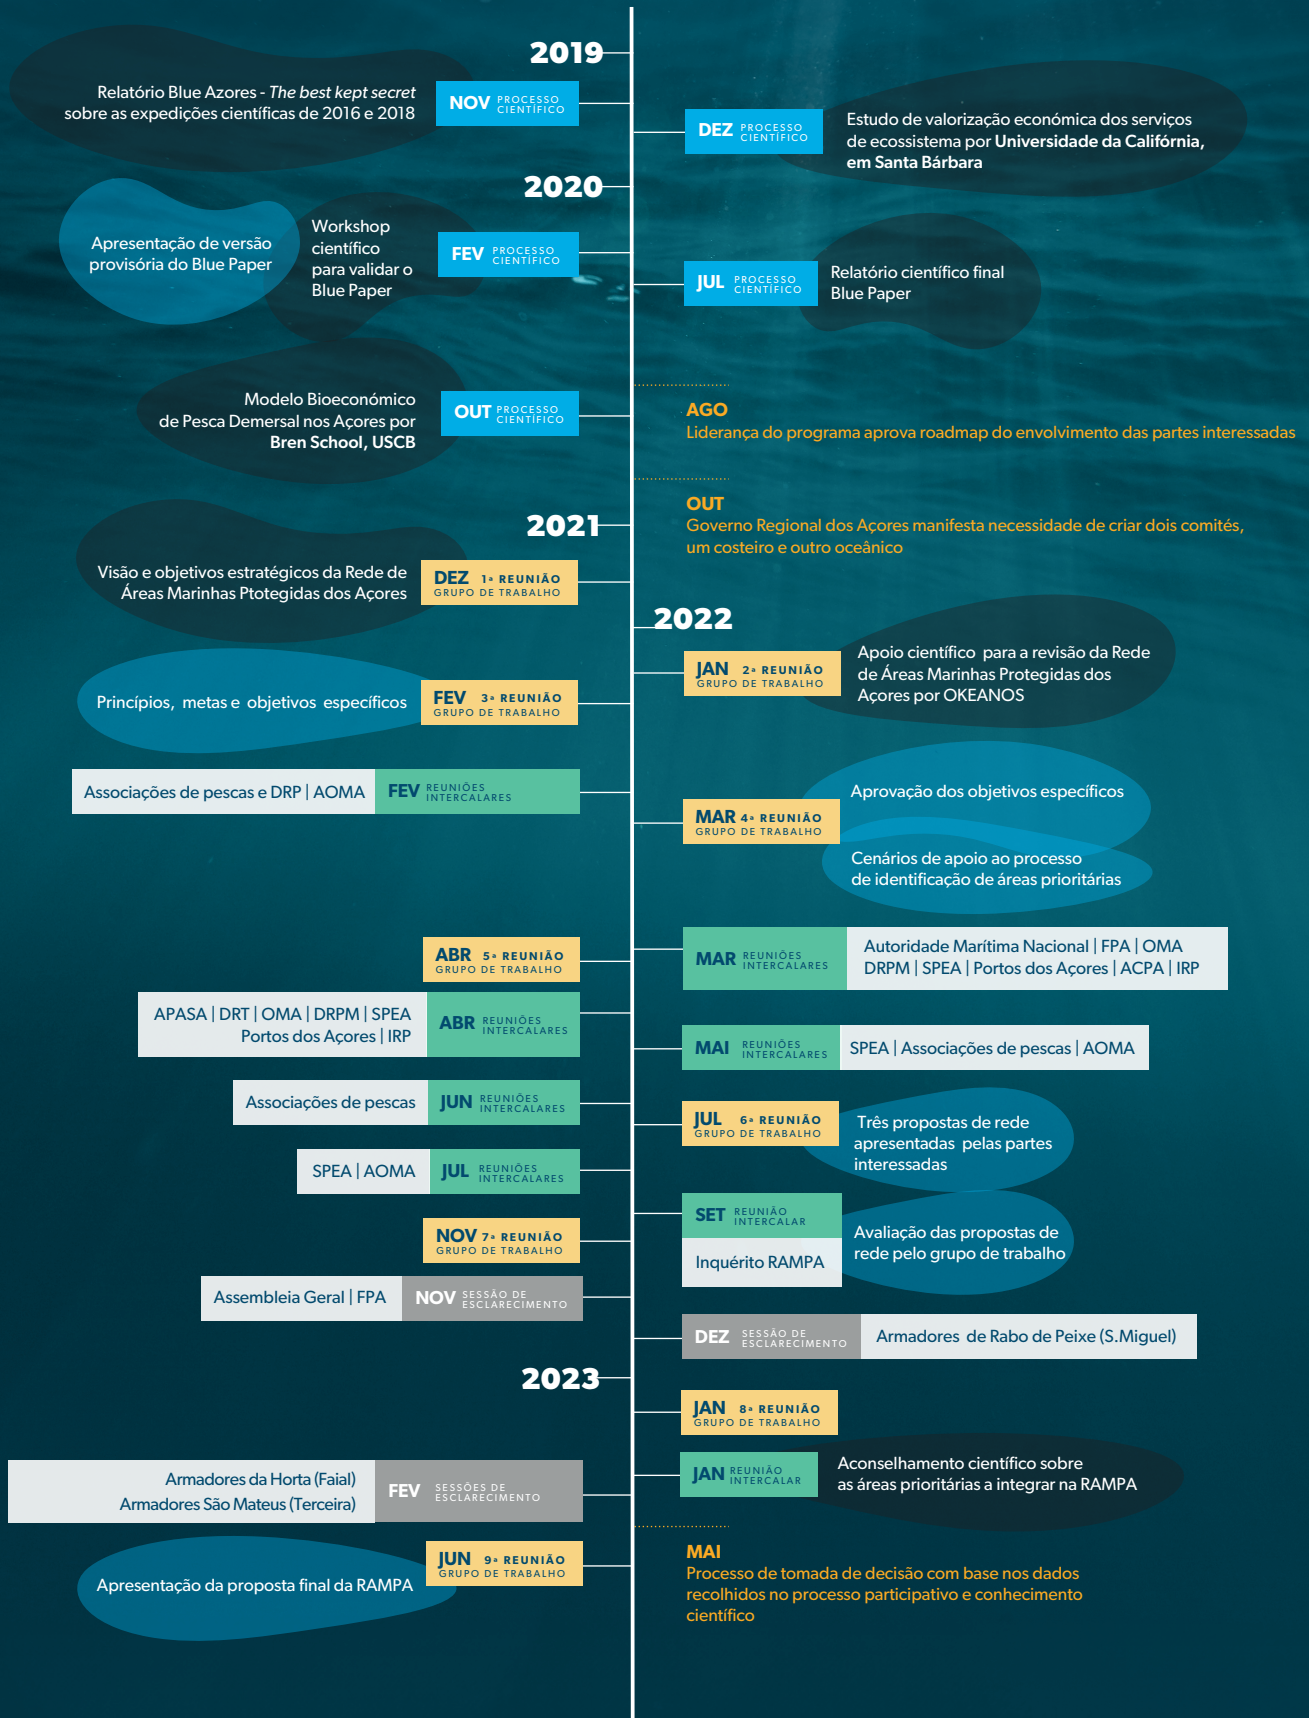 2019
Relatório Blue Azores - The best kept secret
sobre as expedições científicas de 2016 e 2018
NOV PROCESSO
CIENTÍFICO
DEZ PROCESSO
CIENTÍFICO
Estudo de valorização económica dos serviços
de ecossistema por Universidade da Califórnia,
em Santa Bárbara
2020
Apresentação de versão
provisória do Blue Paper
Workshop
científico
para validar o
Blue Paper
FEV PROCESSO
CIENTÍFICO
JUL PROCESSO
CIENTÍFICO
Relatório científico final
Blue Paper
Modelo Bioeconómico
de Pesca Demersal nos Açores por
Bren School, USCB
OUT PROCESSO
CIENTÍFICO
AGO
Liderança do programa aprova roadmap do envolvimento das partes interessadas
OUT
Governo Regional dos Açores manifesta necessidade de criar dois comités,
um costeiro e outro oceânico
2021
Visão e objetivos estratégicos da Rede de
Áreas Marinhas Ptotegidas dos Açores
DEZ 1ª REUNIÃO
GRUPO DE TRABALHO
2022
JAN 2ª REUNIÃO
GRUPO DE TRABALHO
Apoio científico para a revisão da Rede
de Áreas Marinhas Protegidas dos
Açores por OKEANOS
Princípios, metas e objetivos específicos
FEV 3ª REUNIÃO
GRUPO DE TRABALHO
Associações de pescas e DRP | AOMA
FEV REUNIÕES
INTERCALARES
MAR 4ª REUNIÃO
GRUPO DE TRABALHO
Aprovação dos objetivos específicos
Cenários de apoio ao processo
de identificação de áreas prioritárias
ABR 5ª REUNIÃO
GRUPO DE TRABALHO
MAR REUNIÕES
INTERCALARES
Autoridade Marítima Nacional | FPA | OMA
DRPM | SPEA | Portos dos Açores | ACPA | IRP
APASA | DRT | OMA | DRPM | SPEA
Portos dos Açores | IRP
ABR REUNIÕES
INTERCALARES
MAI REUNIÕES
INTERCALARES
SPEA | Associações de pescas | AOMA
Associações de pescas
JUN REUNIÕES
INTERCALARES
JUL 6ª REUNIÃO
GRUPO DE TRABALHO
Três propostas de rede
apresentadas pelas partes
interessadas
SPEA | AOMA
JUL REUNIÕES
INTERCALARES
SET REUNIÃO
INTERCALAR
Inquérito RAMPA
Avaliação das propostas de
rede pelo grupo de trabalho
NOV 7ª REUNIÃO
GRUPO DE TRABALHO
Assembleia Geral | FPA
NOV SESSÃO DE
ESCLARECIMENTO
DEZ SESSÃO DE
ESCLARECIMENTO
Armadores de Rabo de Peixe (S.Miguel)
2023
JAN 8ª REUNIÃO
GRUPO DE TRABALHO
JAN REUNIÃO
INTERCALAR
Aconselhamento científico sobre
as áreas prioritárias a integrar na RAMPA
Armadores da Horta (Faial)
Armadores São Mateus (Terceira)
FEV SESSÕES DE
ESCLARECIMENTO
Apresentação da proposta final da RAMPA
JUN 9ª REUNIÃO
GRUPO DE TRABALHO
MAI
Processo de tomada de decisão com base nos dados
recolhidos no processo participativo e conhecimento
científico